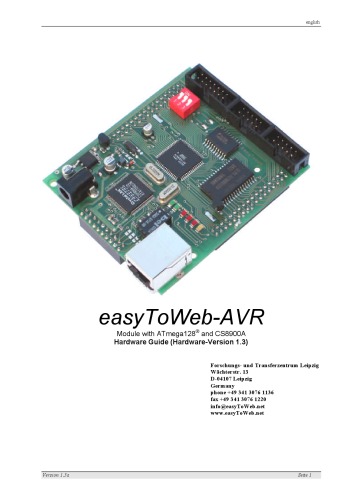 english
easyToWeb-AVR
Module with ATmega128® and CS8900A
Hardware Guide (Hardware-Version 1.3)
Forschungs- und Transferzentrum Leipzig
Wächterstr. 13
D-04107 Leipzig
Germany
phone +49 341 3076 1136
fax +49 341 3076 1220
info@easyToWeb.net
www.easyToWeb.net
Version 1.3a
Seite 1